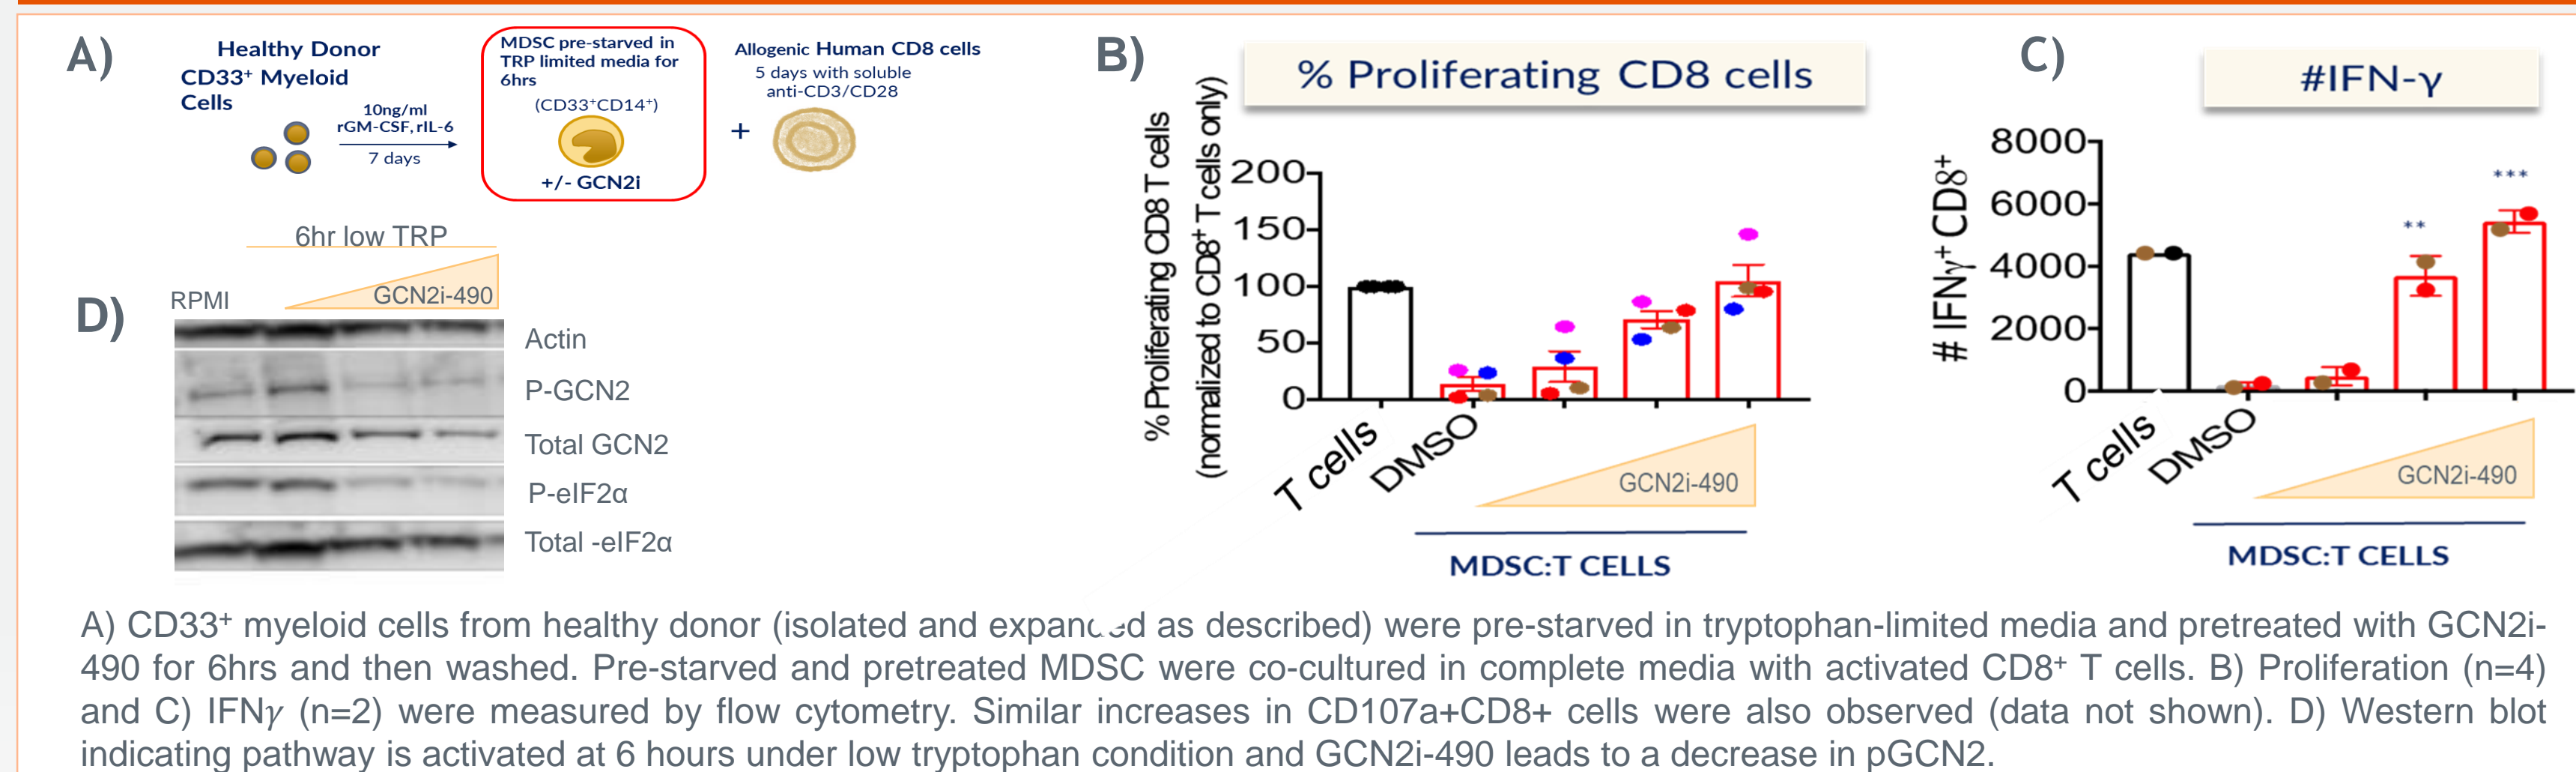 A)
Healthy Donor
CD33⁺ Myeloid
Cells
10ng/ml
rGM-CSF, rIL-6
7 days
MDSC pre-starved in
TRP limited media for
6hrs
(CD33⁺CD14⁺)
+/- GCN2i
+
Allogenic Human CD8 cells
5 days with soluble
anti-CD3/CD28
B)
% Proliferating CD8 cells
% Proliferating CD8 T cells
(normalized to CD8⁺ T cells only)
200
150
100
50
0
T cells
DMSO
GCN2i-490
MDSC:T CELLS
C)
#IFN-γ
# IFNγ⁺ CD8⁺
8000
6000
4000
2000
0
**
***
T cells
DMSO
GCN2i-490
MDSC:T CELLS
D)
6hr low TRP
RPMI
GCN2i-490
Actin
P-GCN2
Total GCN2
P-eIF2α
Total -eIF2α
A) CD33⁺ myeloid cells from healthy donor (isolated and expanded as described) were pre-starved in tryptophan-limited media and pretreated with GCN2i-
490 for 6hrs and then washed. Pre-starved and pretreated MDSC were co-cultured in complete media with activated CD8⁺ T cells. B) Proliferation (n=4)
and C) IFNγ (n=2) were measured by flow cytometry. Similar increases in CD107a+CD8+ cells were also observed (data not shown). D) Western blot
indicating pathway is activated at 6 hours under low tryptophan condition and GCN2i-490 leads to a decrease in pGCN2.